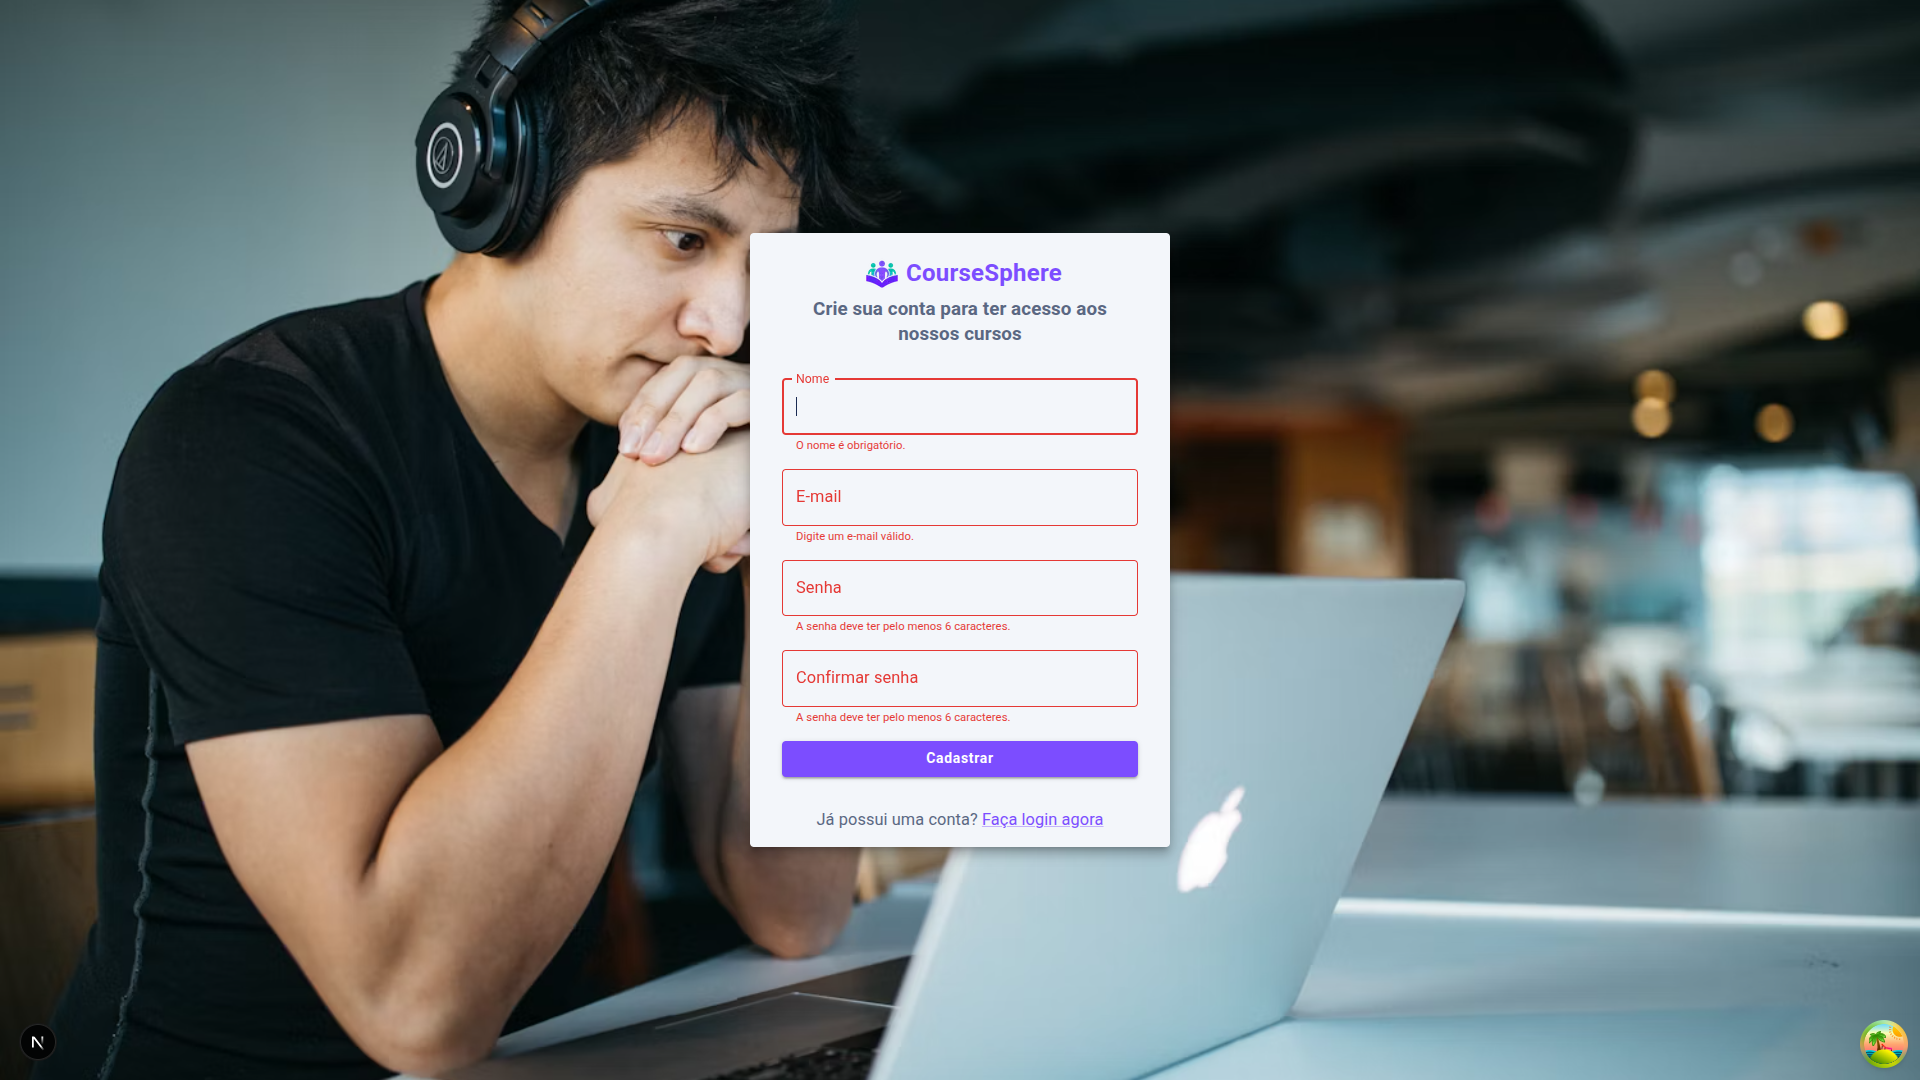 CourseSphere
Crie sua conta para ter acesso aos
nossos cursos
Nome
O nome é obrigatório.
E-mail
Digite um e-mail válido.
Senha
A senha deve ter pelo menos 6 caracteres.
Confirmar senha
A senha deve ter pelo menos 6 caracteres.
Cadastrar
Já possui uma conta? Faça login agora
N